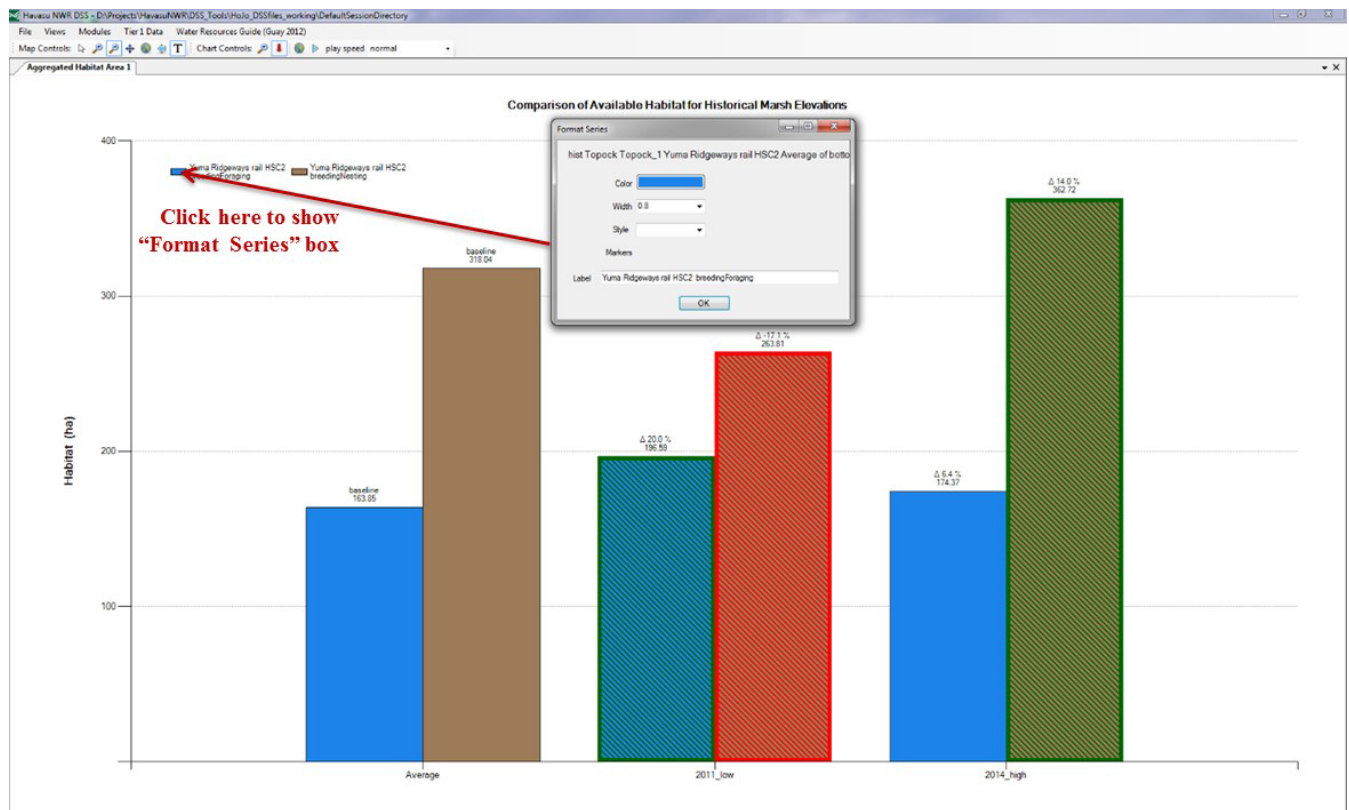 Havasu NWR DSS - D:\Projects\HavasuNWR\DSS_Tools\HoJo_DSSfiles_working\DefaultSessionDirectory
File Views Modules Tier 1 Data Water Resources Guide (Guay 2012)
Map Controls: T Chart Controls: play speed normal
Aggregated Habitat Area 1
Comparison of Available Habitat for Historical Marsh Elevations
Format Series
hist Topock Topock_1 Yuma Ridgeways rail HSC2 Average of botto
Color
Width 0.8
Style
Markers
Label Yuma Ridgeways rail HSC2 breedingForaging
OK
Yuma Ridgeways rail HSC2
breedingForaging
Yuma Ridgeways rail HSC2
breedingNesting
Click here to show
“Format Series” box
Habitat (ha)
400
300
200
100
baseline
163.85
baseline
318.04
Δ 20.0 %
196.59
Δ -17.1 %
263.81
Δ 6.4 %
174.37
Δ 14.0 %
362.72
Average
2011_low
2014_high